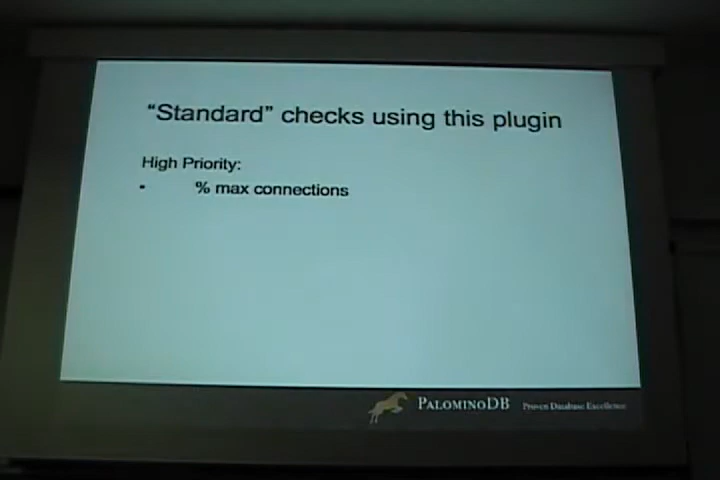 “Standard” checks using this plugin
High Priority:
· % max connections
PALOMINODB Proven Database Excellence